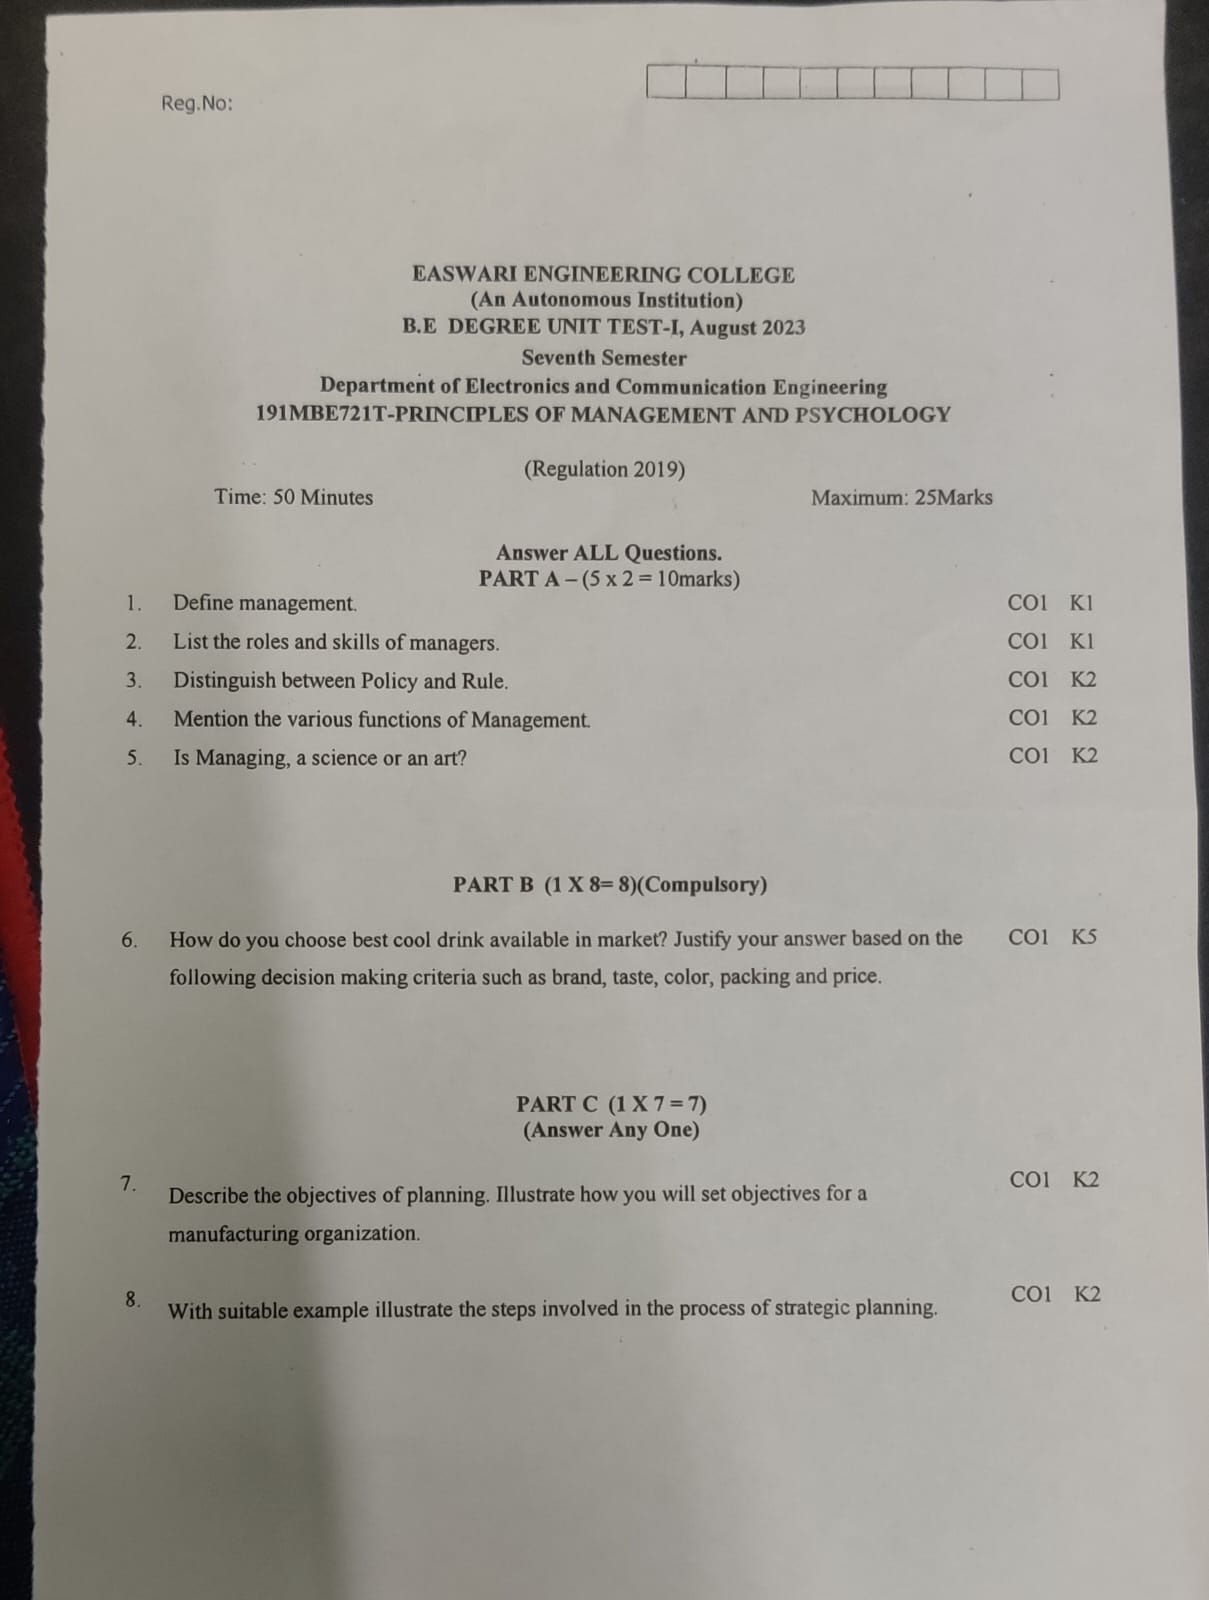 Reg.No:
EASWARI ENGINEERING COLLEGE
(An Autonomous Institution)
B.E DEGREE UNIT TEST-I, August 2023
Seventh Semester
Department of Electronics and Communication Engineering
191MBE721T-PRINCIPLES OF MANAGEMENT AND PSYCHOLOGY
(Regulation 2019)
Time: 50 Minutes Maximum: 25Marks
Answer ALL Questions.
PART A – (5 x 2 = 10marks)
1. Define management. CO1 K1
2. List the roles and skills of managers. CO1 K1
3. Distinguish between Policy and Rule. CO1 K2
4. Mention the various functions of Management. CO1 K2
5. Is Managing, a science or an art? CO1 K2
PART B (1 X 8= 8)(Compulsory)
6. How do you choose best cool drink available in market? Justify your answer based on the CO1 K5
following decision making criteria such as brand, taste, color, packing and price.
PART C (1 X 7 = 7)
(Answer Any One)
7. Describe the objectives of planning. Illustrate how you will set objectives for a CO1 K2
manufacturing organization.
8. With suitable example illustrate the steps involved in the process of strategic planning. CO1 K2